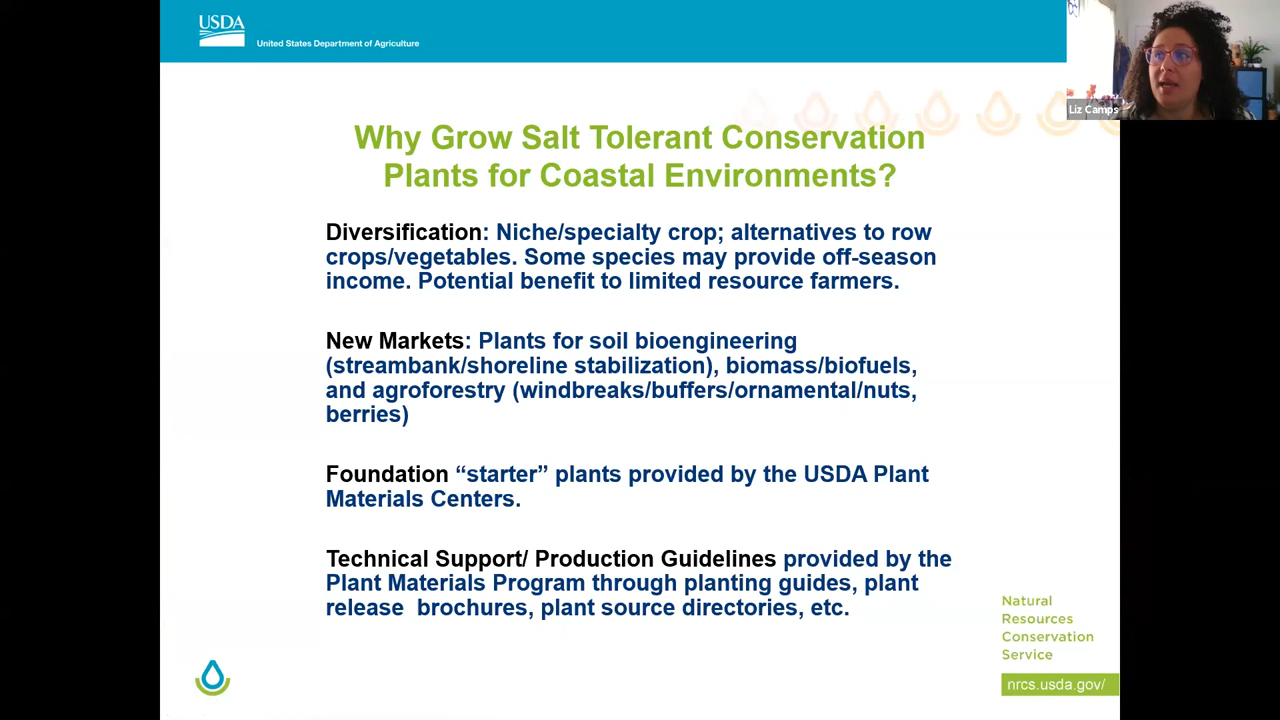 USDA
United States Department of Agriculture
Liz Camps
Why Grow Salt Tolerant Conservation
Plants for Coastal Environments?
Diversification: Niche/specialty crop; alternatives to row
crops/vegetables. Some species may provide off-season
income. Potential benefit to limited resource farmers.
New Markets: Plants for soil bioengineering
(streambank/shoreline stabilization), biomass/biofuels,
and agroforestry (windbreaks/buffers/ornamental/nuts,
berries)
Foundation “starter” plants provided by the USDA Plant
Materials Centers.
Technical Support/ Production Guidelines provided by the
Plant Materials Program through planting guides, plant
release brochures, plant source directories, etc.
Natural
Resources
Conservation
Service
nrcs.usda.gov/